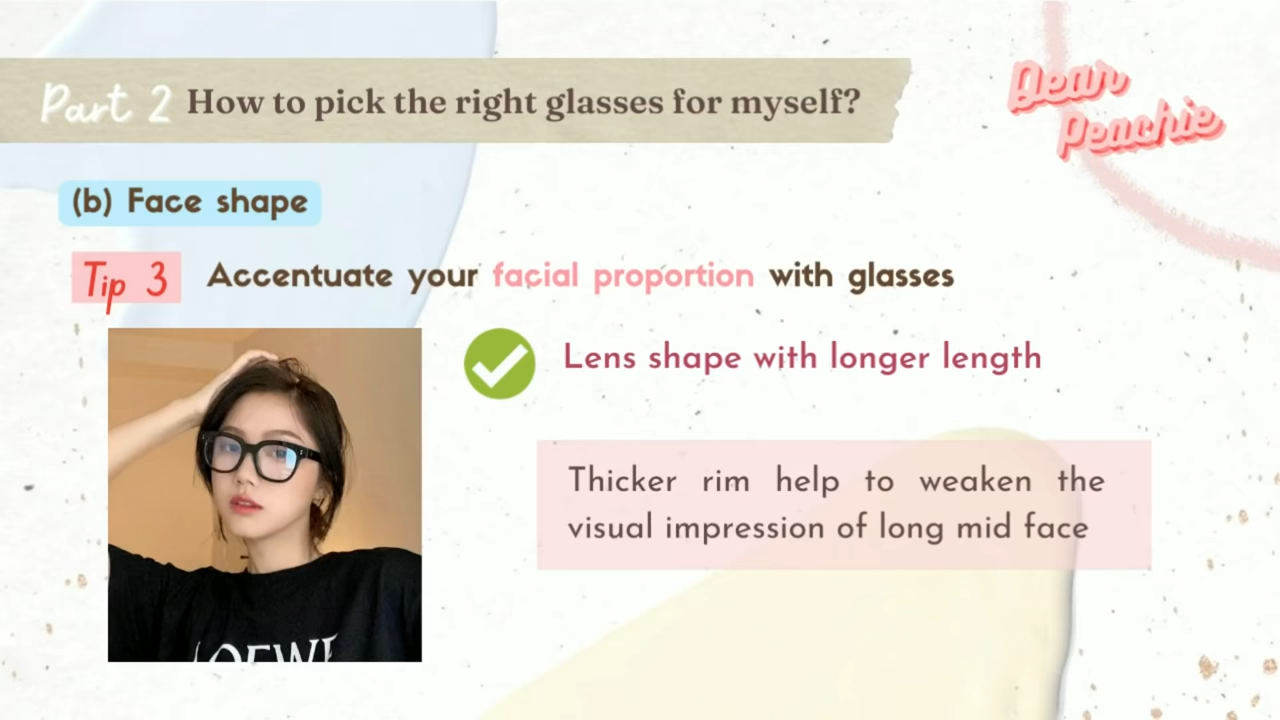 Part 2 How to pick the right glasses for myself?
Dear
Peachie
(b) Face shape
Tip 3 Accentuate your facial proportion with glasses
Lens shape with longer length
Thicker rim help to weaken the
visual impression of long mid face
LOEWE